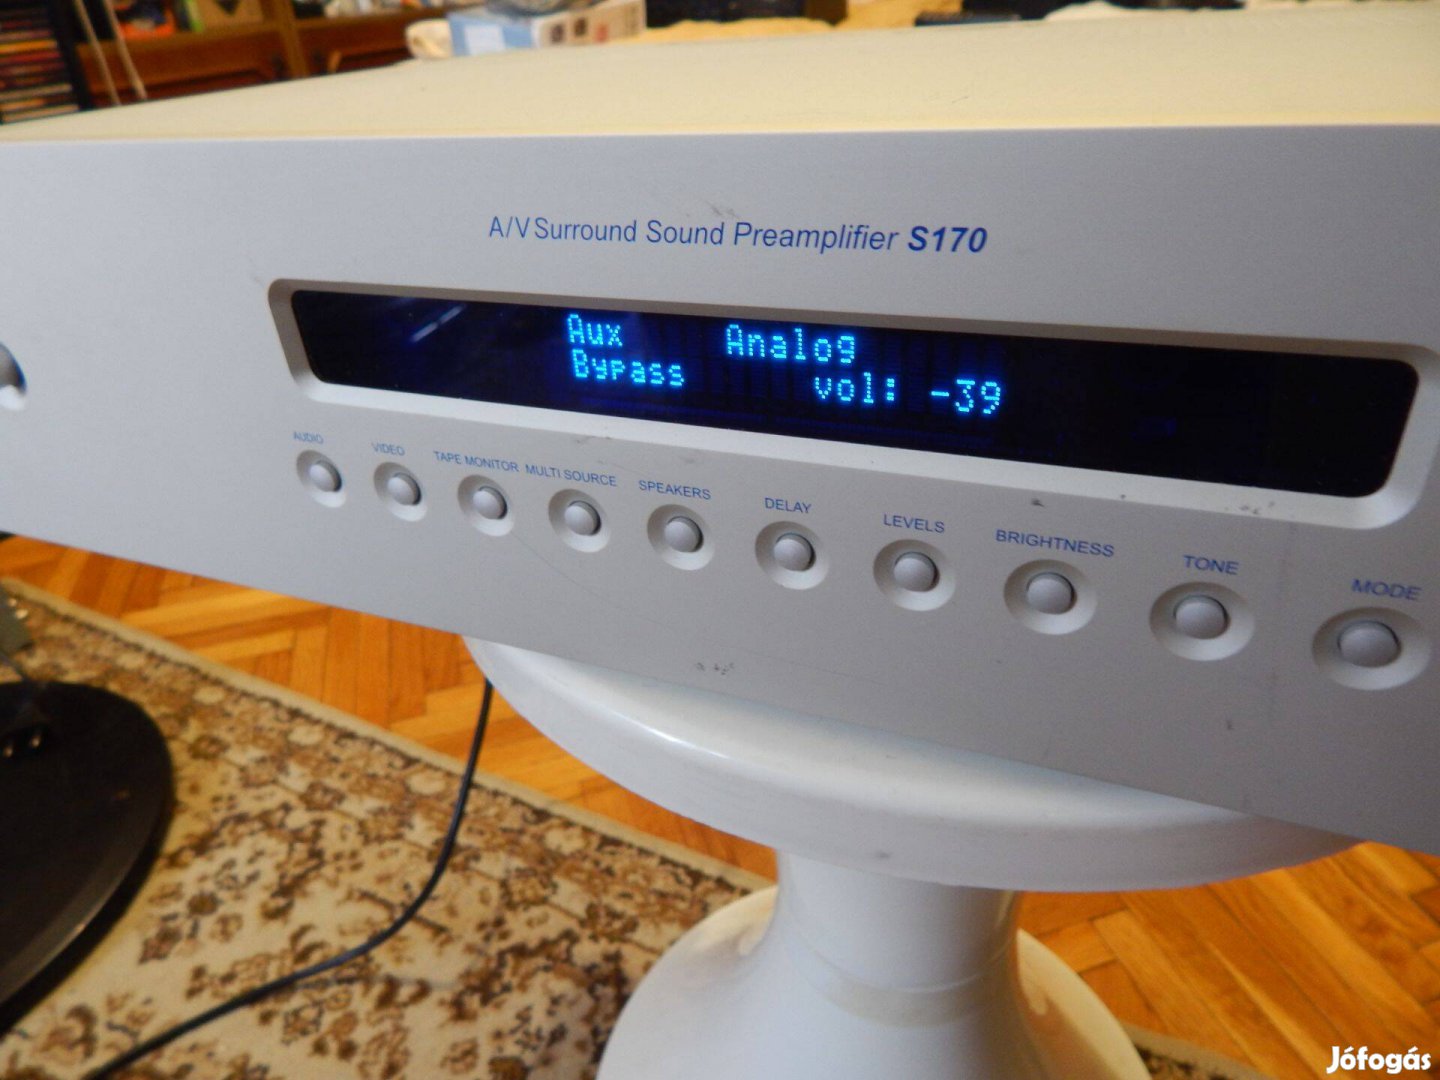 A/V Surround Sound Preamplifier S170
Aux Analog
Bypass vol: -39
AUDIO VIDEO TAPE MONITOR MULTI SOURCE SPEAKERS DELAY LEVELS BRIGHTNESS TONE MODE
Jófogás